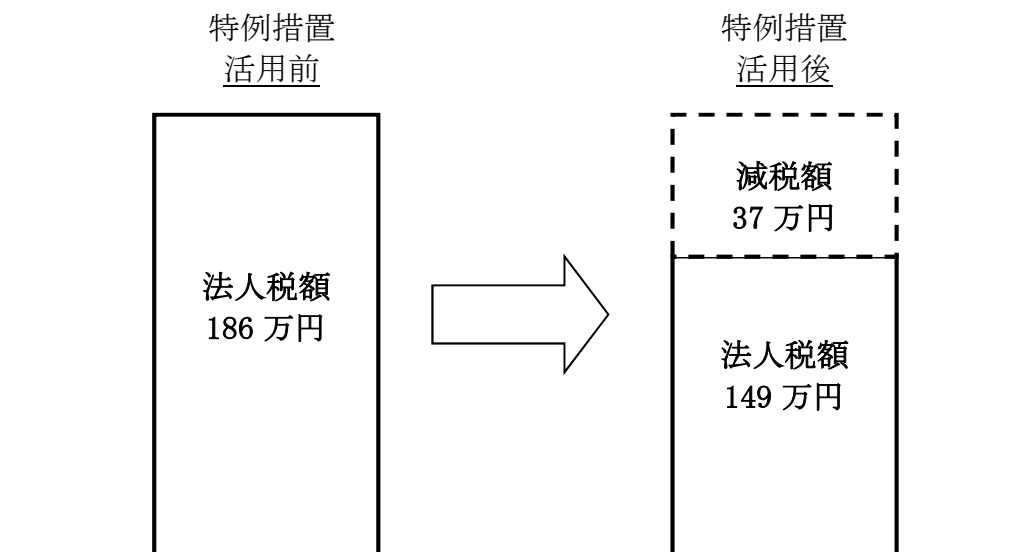 特例措置
活用前
特例措置
活用後
法人税額
186 万円
減税額
37 万円
法人税額
149 万円